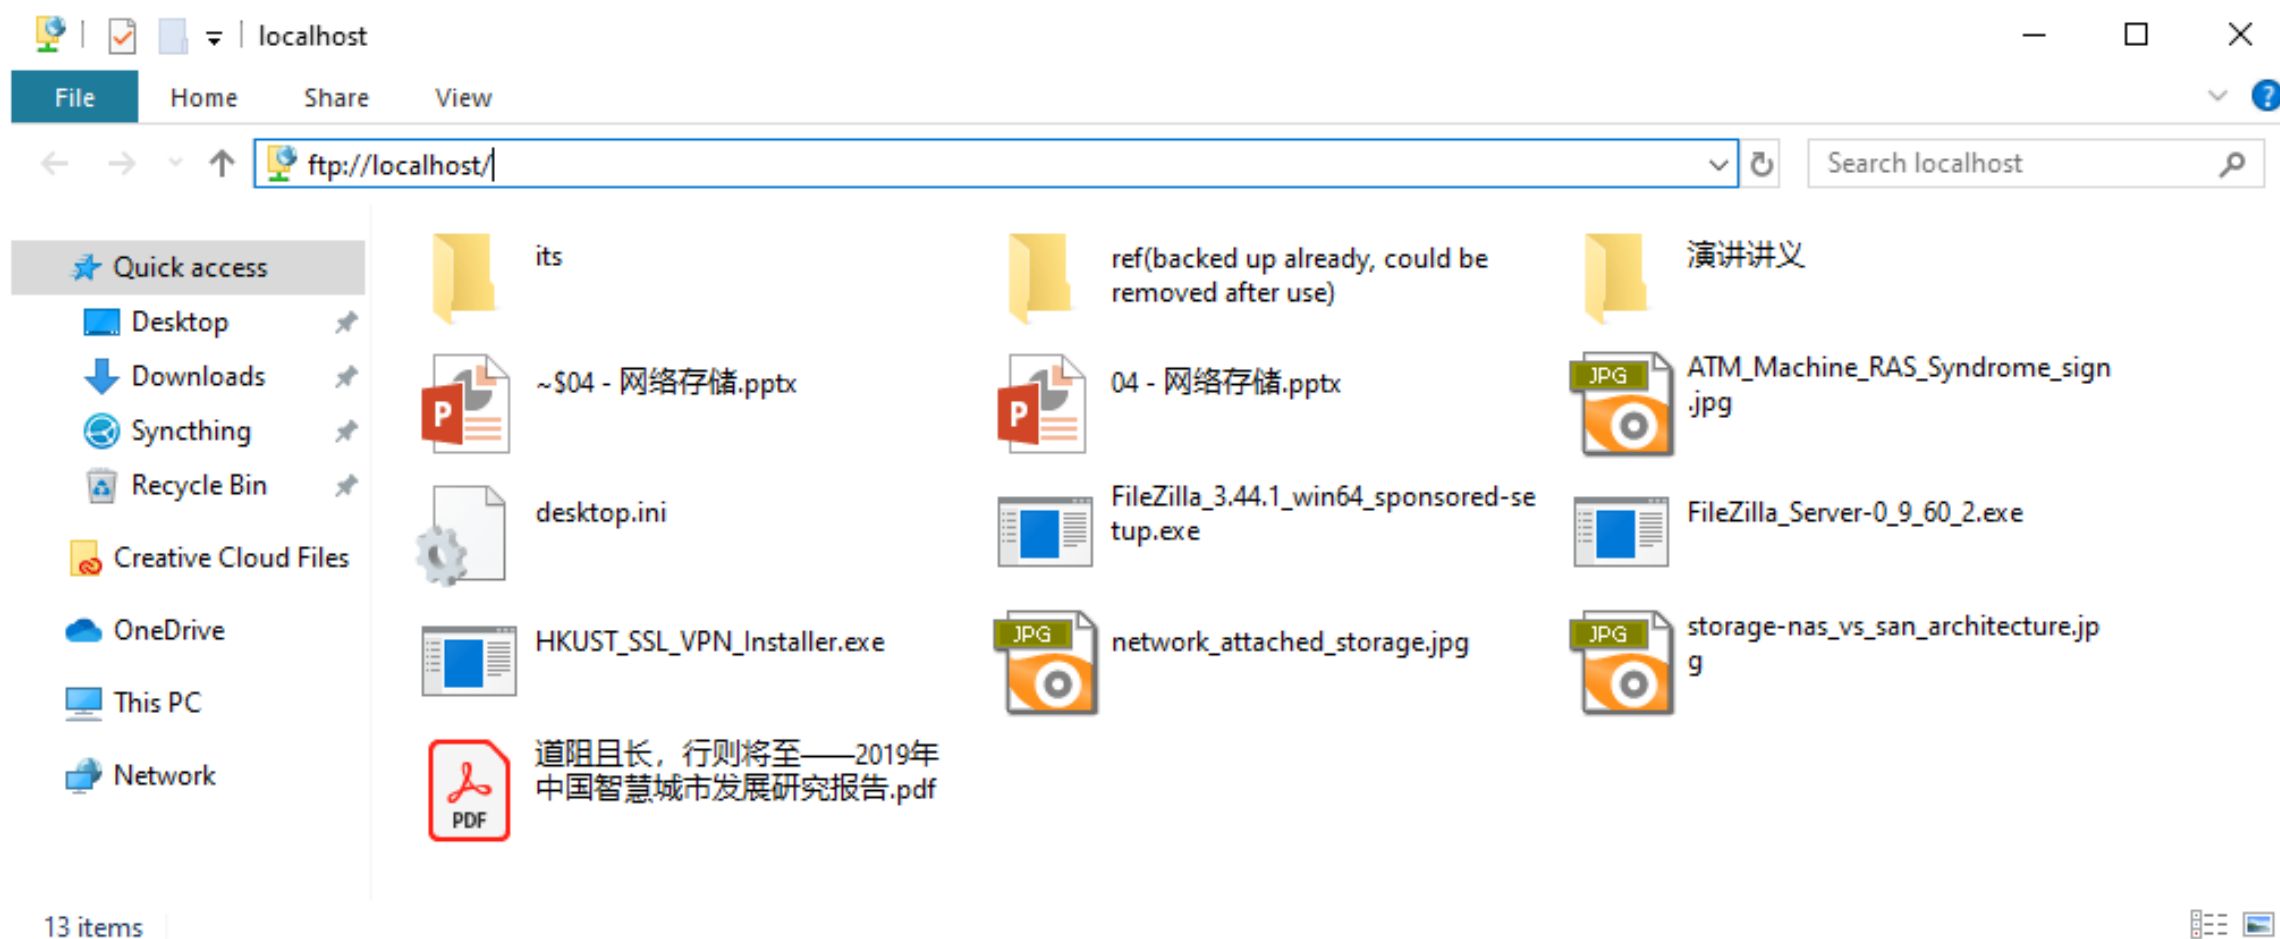 localhost
File Home Share View
?
ftp://localhost/
Search localhost
Quick access
Desktop
Downloads
Syncthing
Recycle Bin
Creative Cloud Files
OneDrive
This PC
Network
its
ref(backed up already, could be
removed after use)
演讲讲义
~$04 - 网络存储.pptx
04 - 网络存储.pptx
JPG
ATM_Machine_RAS_Syndrome_sign
.jpg
desktop.ini
FileZilla_3.44.1_win64_sponsored-se
tup.exe
FileZilla_Server-0_9_60_2.exe
HKUST_SSL_VPN_Installer.exe
JPG
network_attached_storage.jpg
JPG
storage-nas_vs_san_architecture.jp
g
PDF
道阻且长，行则将至——2019年
中国智慧城市发展研究报告.pdf
13 items